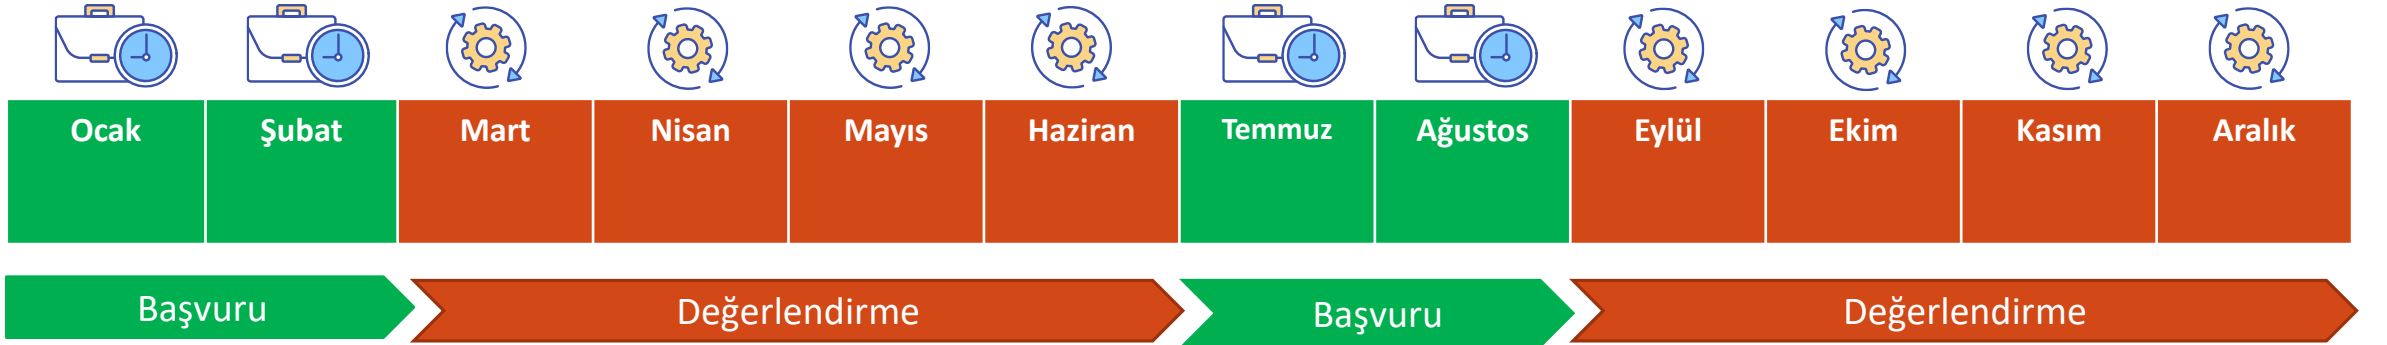 Ocak Şubat Mart Nisan Mayıs Haziran Temmuz Ağustos Eylül Ekim Kasım Aralık
Başvuru Değerlendirme Başvuru Değerlendirme